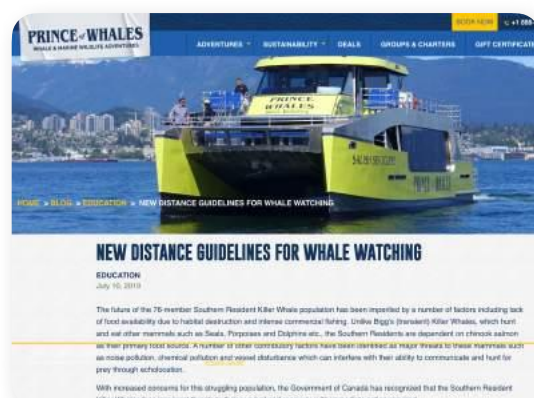 BOOK NOW
+1 888-
PRINCE of WHALES
WHALE & MARINE WILDLIFE ADVENTURES
ADVENTURES
SUSTAINABILITY
DEALS
GROUPS & CHARTERS
GIFT CERTIFICATE
PRINCE
WHALES
PRINCE of WHALES
HOME » BLOG » EDUCATION » NEW DISTANCE GUIDELINES FOR WHALE WATCHING
NEW DISTANCE GUIDELINES FOR WHALE WATCHING
EDUCATION
July 10, 2019
The future of the 76-member Southern Resident Killer Whale population has been imperiled by a number of factors including lack
of food availability due to habitat destruction and intense commercial fishing. Unlike Bigg's (transient) Killer Whales, which hunt
and eat other mammals such as Seals, Porpoises and Dolphins etc., the Southern Residents are dependent on chinook salmon
as their primary food source. A number of other contributory factors have been identified as major threats to these mammals such
as noise pollution, chemical pollution and vessel disturbance which can interfere with their ability to communicate and hunt for
prey through echolocation.
With increased concerns for this struggling population, the Government of Canada has recognized that the Southern Resident